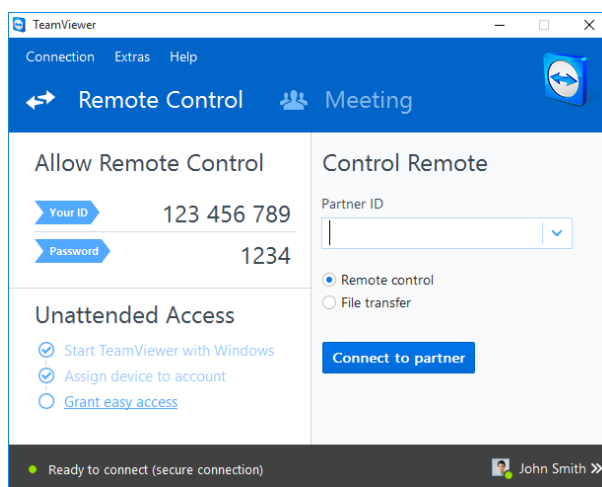 TeamViewer
Connection Extras Help
Remote Control Meeting
Allow Remote Control
Your ID 123 456 789
Password 1234
Unattended Access
Start TeamViewer with Windows
Assign device to account
Grant easy access
Control Remote
Partner ID
Remote control
File transfer
Connect to partner
Ready to connect (secure connection)
John Smith